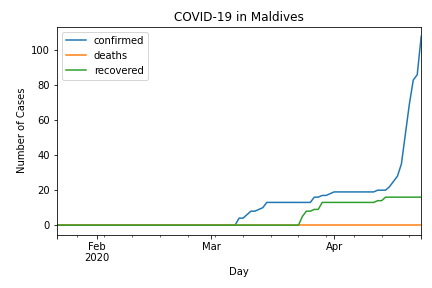 COVID-19 in Maldives
confirmed
deaths
recovered
100
80
60
40
20
0
Number of Cases
Feb
2020
Mar
Apr
Day